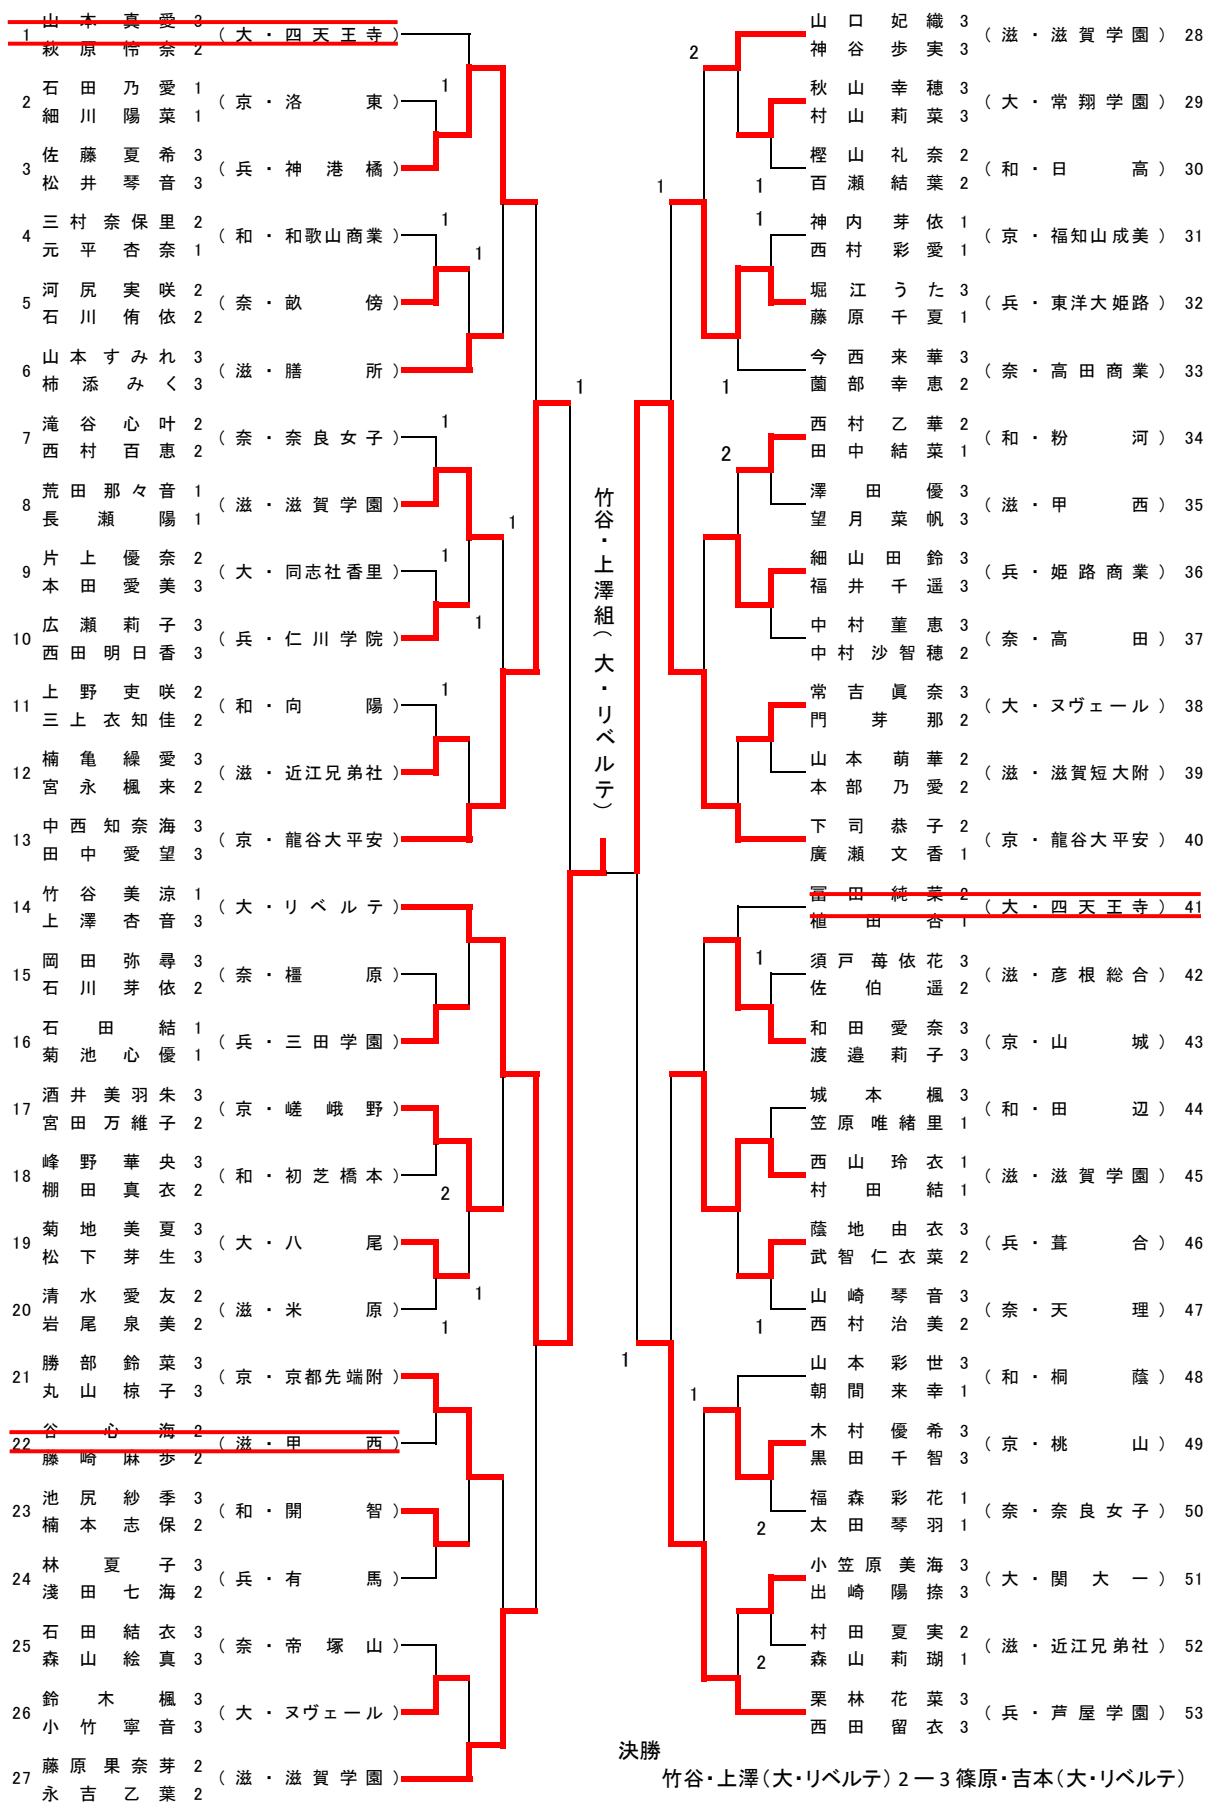 山本真愛 3
1 (大・四天王寺)
萩原怜奈 2
石田乃愛 1
2 (京・洛東)
細川陽菜 1
佐藤夏希 3
3 (兵・神港橘)
松井琴音 3
三村奈保里 2
4 (和・和歌山商業)
元平杏奈 1
河尻実咲 2
5 (奈・畝傍)
石川侑依 2
山本すみれ 3
6 (滋・膳所)
柿添みく 3
滝谷心叶 2
7 (奈・奈良女子)
西村百恵 2
荒田那々音 1
8 (滋・滋賀学園)
長瀬陽 1
片上優奈 2
9 (大・同志社香里)
本田愛美 3
広瀬莉子 3
10 (兵・仁川学院)
西田明日香 3
上野吏咲 2
11 (和・向陽)
三上衣知佳 2
楠亀繰愛 3
12 (滋・近江兄弟社)
宮永楓来 2
中西知奈海 3
13 (京・龍谷大平安)
田中愛望 3
竹谷美涼 1
14 (大・リベルテ)
上澤杏音 3
岡田弥尋 3
15 (奈・橿原)
石川芽依 2
石田結 1
16 (兵・三田学園)
菊池心優 1
酒井美羽朱 3
17 (京・嵯峨野)
宮田万維子 2
峰野華央 3
18 (和・初芝橋本)
棚田真衣 2
菊地美夏 3
19 (大・八尾)
松下芽生 3
清水愛友 2
20 (滋・米原)
岩尾泉美 2
勝部鈴菜 3
21 (京・京都先端附)
丸山椋子 3
谷心海 2
22 (滋・甲西)
藤崎麻歩 2
池尻紗季 3
23 (和・開智)
楠本志保 2
林夏子 3
24 (兵・有馬)
淺田七海 2
石田結衣 3
25 (奈・帝塚山)
森山絵真 3
鈴木楓 3
26 (大・ヌヴェール)
小竹寧音 3
藤原果奈芽 2
27 (滋・滋賀学園)
永吉乙葉 2
1
1
1
1
1
1
1
1
2
1
1
1
竹谷・上澤組(大・リベルテ)
1
2
1
1
1
1
2
1
1
1
2
2
山口妃織 3
(滋・滋賀学園) 28
神谷歩実 3
秋山幸穂 3
(大・常翔学園) 29
村山莉菜 3
樫山礼奈 2
(和・日高) 30
百瀬結葉 2
神内芽依 1
(京・福知山成美) 31
西村彩愛 1
堀江うた 3
(兵・東洋大姫路) 32
藤原千夏 1
今西来華 3
(奈・高田商業) 33
薗部幸恵 2
西村乙華 2
(和・粉河) 34
田中結菜 1
澤田優 3
(滋・甲西) 35
望月菜帆 3
細山田鈴 3
(兵・姫路商業) 36
福井千遥 3
中村菫恵 3
(奈・高田) 37
中村沙智穂 2
常吉眞奈 3
(大・ヌヴェール) 38
門芽那 2
山本萌華 2
(滋・滋賀短大附) 39
本部乃愛 2
下司恭子 2
(京・龍谷大平安) 40
廣瀬文香 1
冨田純菜 2
(大・四天王寺) 41
植田杏 1
須戸苺依花 3
(滋・彦根総合) 42
佐伯遥 2
和田愛奈 3
(京・山城) 43
渡邉莉子 3
城本楓 3
(和・田辺) 44
笠原唯緒里 1
西山玲衣 1
(滋・滋賀学園) 45
村田結 1
蔭地由衣 3
(兵・葺合) 46
武智仁衣菜 2
山崎琴音 3
(奈・天理) 47
西村治美 2
山本彩世 3
(和・桐蔭) 48
朝間来幸 1
木村優希 3
(京・桃山) 49
黒田千智 3
福森彩花 1
(奈・奈良女子) 50
太田琴羽 1
小笠原美海 3
(大・関大一) 51
出崎陽捺 3
村田夏実 2
(滋・近江兄弟社) 52
森山莉瑚 1
栗林花菜 3
(兵・芦屋学園) 53
西田留衣 3
決勝
竹谷・上澤(大・リベルテ) 2 ー 3 篠原・吉本(大・リベルテ)